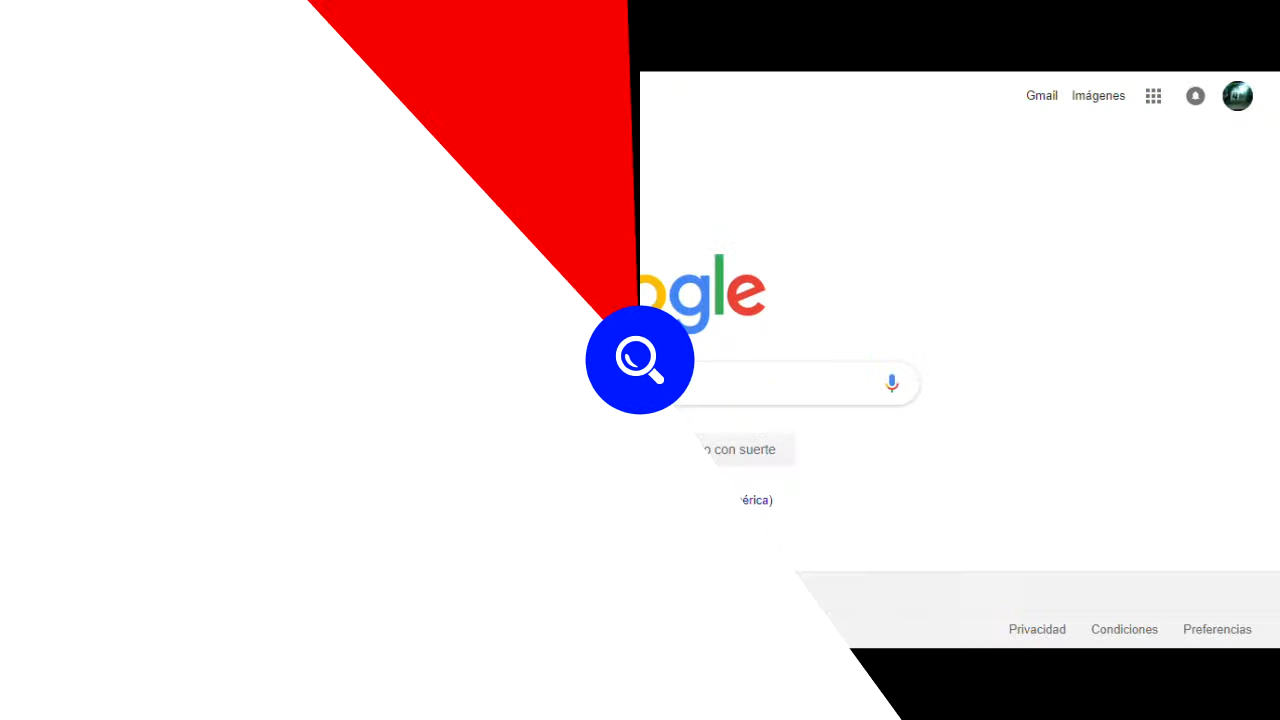 Gmail Imágenes
ogle
o con suerte
érica)
Privacidad Condiciones Preferencias